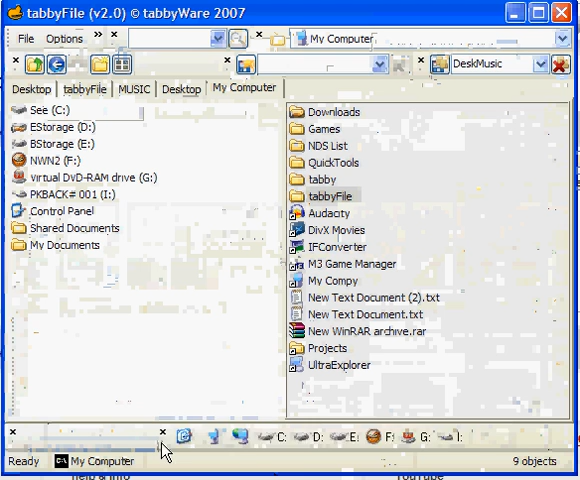 tabbyFile (v2.0) © tabbyWare 2007
File Options » My Computer
DeskMusic
Desktop tabbyFile MUSIC Desktop My Computer
See (C:)
EStorage (D:)
BStorage (E:)
NWN2 (F:)
Virtual DVD-RAM drive (G:)
PKBACK# 001 (I:)
Control Panel
Shared Documents
My Documents
Downloads
Games
NDS List
QuickTools
tabby
tabbyFile
Audacity
DivX Movies
IFConverter
M3 Game Manager
My Compy
New Text Document (2).txt
New Text Document.txt
New WinRAR archive.rar
Projects
UltraExplorer
C: D: E: F: G: I:
Ready C:\ My Computer 9 objects
help & info YouTube